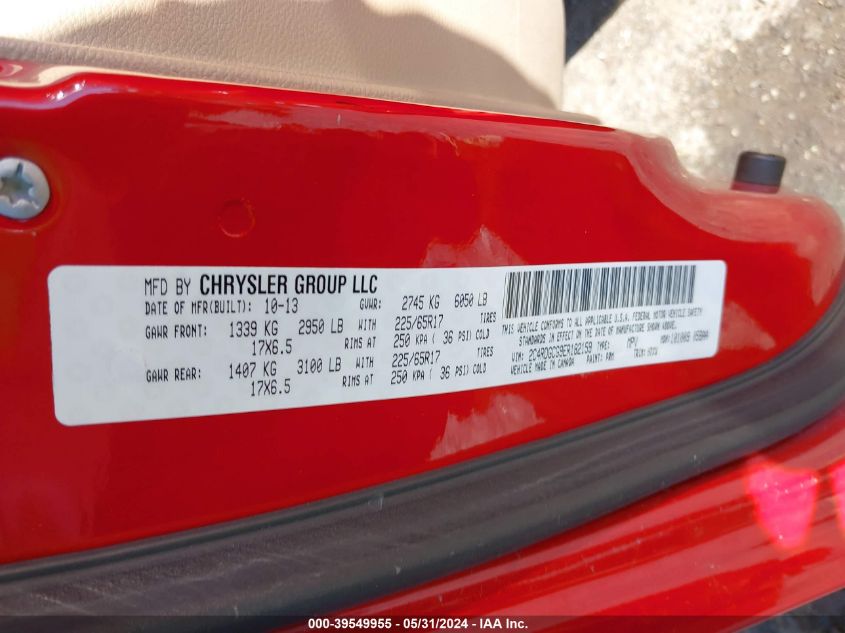 MFD BY CHRYSLER GROUP LLC
DATE OF MFR(BUILT): 10-13 GVWR: 2745 KG 6050 LB
GAWR FRONT: 1339 KG 2950 LB WITH 225/65R17 TIRES
17X6.5 RIMS AT 250 KPA ( 36 PSI) COLD
GAWR REAR: 1407 KG 3100 LB WITH 225/65R17 TIRES
17X6.5 RIMS AT 250 KPA ( 36 PSI) COLD
THIS VEHICLE CONFORMS TO ALL APPLICABLE U.S.A. FEDERAL MOTOR VEHICLE SAFETY
STANDARDS IN EFFECT ON THE DATE OF MANUFACTURE SHOWN ABOVE.
VIN: TYPE: MPV MDH:
VEHICLE MADE IN CANADA PAINT: PRM TRIM:
000-39549955 / 05/31/2024 - IAA Inc.